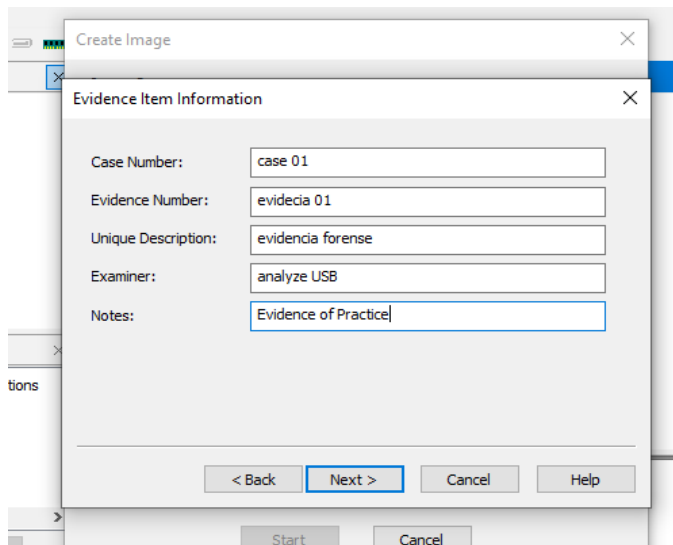 Create Image
Evidence Item Information
Case Number: case 01
Evidence Number: evidecia 01
Unique Description: evidencia forense
Examiner: analyze USB
Notes: Evidence of Practice
tions
< Back Next > Cancel Help
Start Cancel